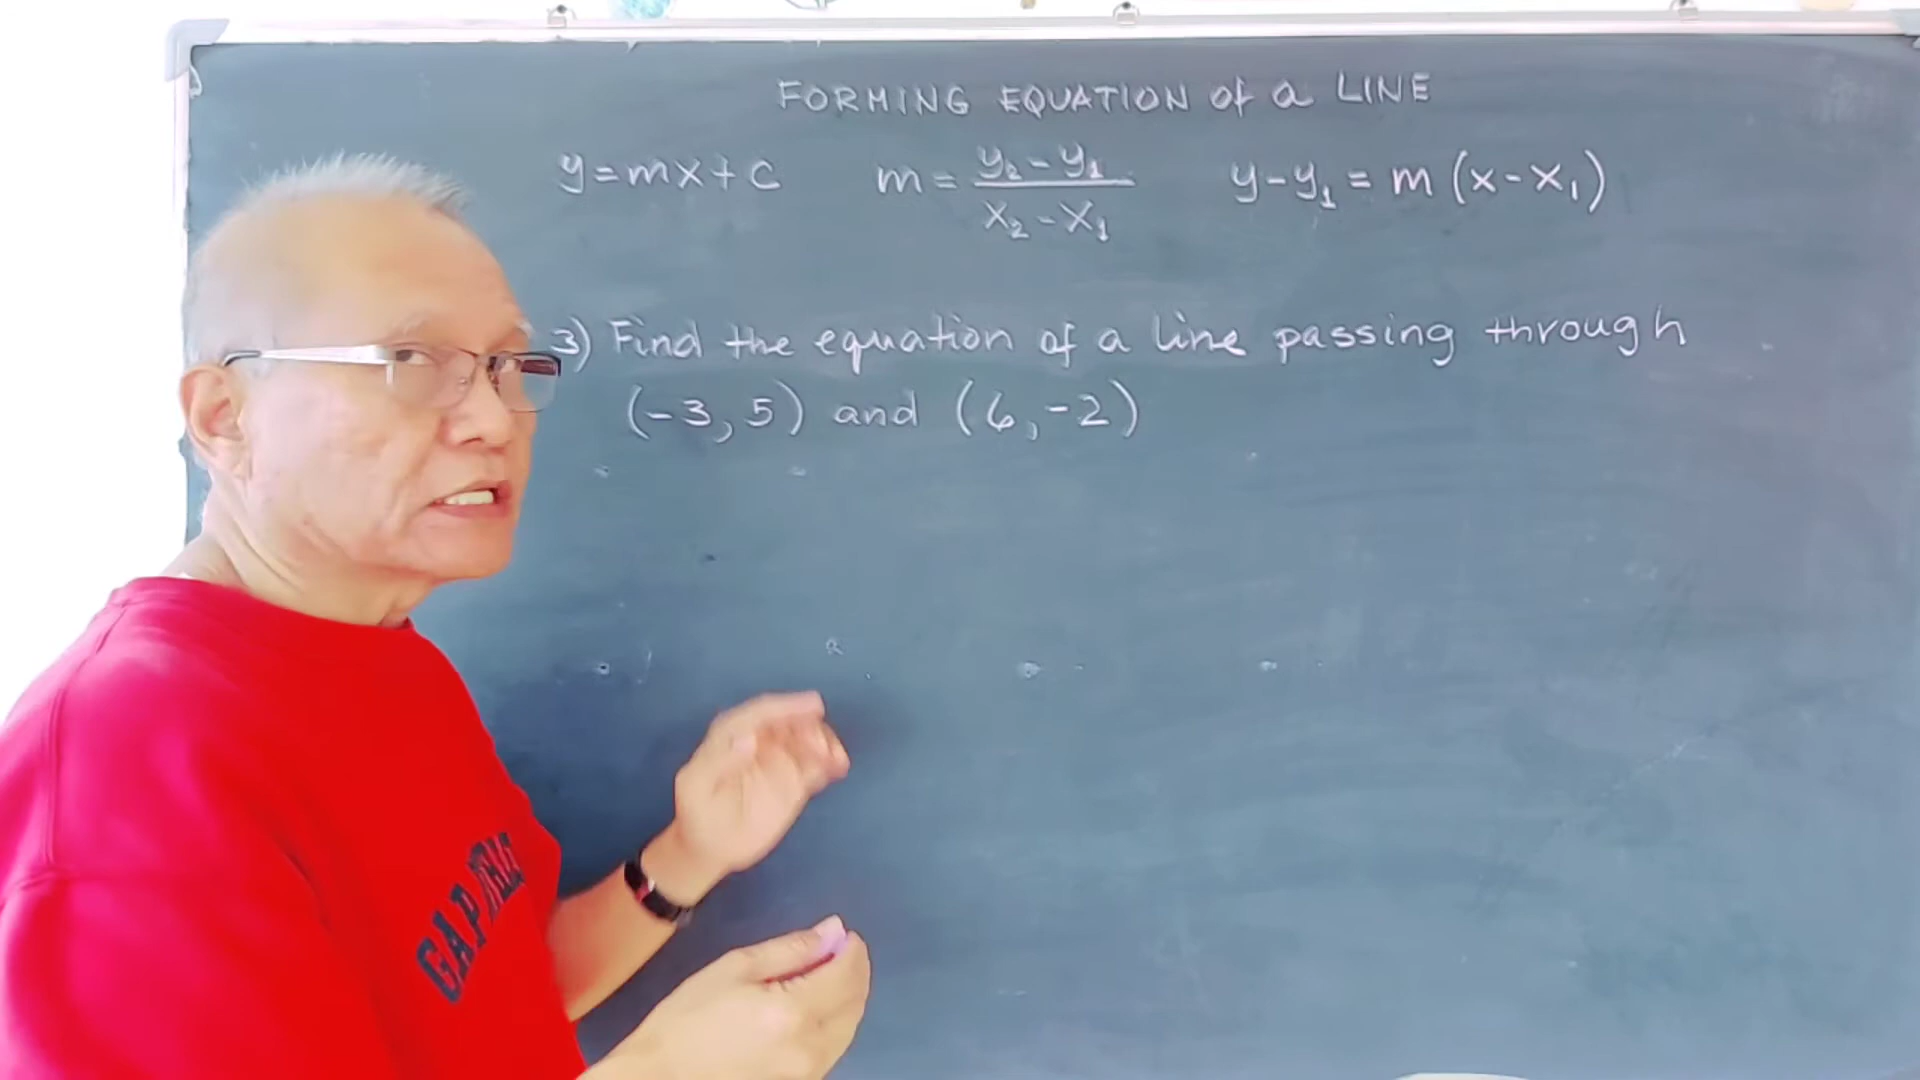 FORMING EQUATION of a LINE
y = mx + c m = y₂ - y₁ / x₂ - x₁ y - y₁ = m (x - x₁)
3) Find the equation of a line passing through
(-3, 5) and (6, -2)
GAP